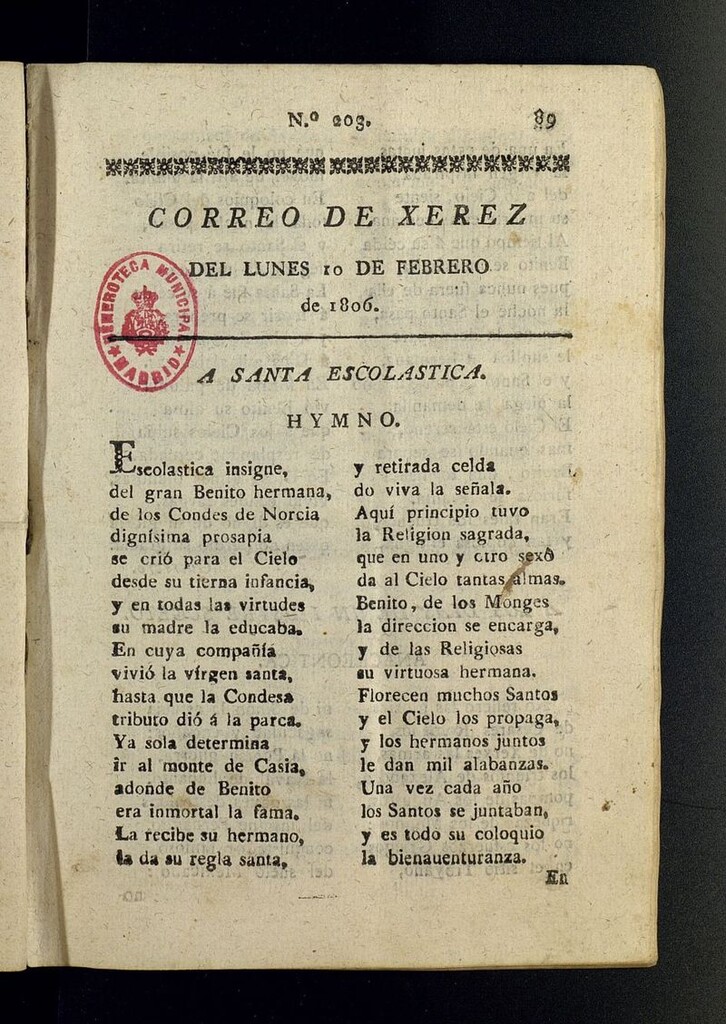 N.º 203.
89
CORREO DE XEREZ
DEL LUNES 10 DE FEBRERO
de 1806.
HEMEROTECA MUNICIPAL
★ MADRID ★
A SANTA ESCOLASTICA.
HYMNO.
Escolastica insigne,
del gran Benito hermana,
de los Condes de Norcia
dignísima prosapia
se crió para el Cielo
desde su tierna infancia,
y en todas las virtudes
su madre la educaba.
En cuya compañía
vivió la vírgen santa,
hasta que la Condesa
tributo dió á la parca.
Ya sola determina
ir al monte de Casia,
adonde de Benito
era inmortal la fama.
La recibe su hermano,
la da su regla santa,
y retirada celda
do viva la señala.
Aquí principio tuvo
la Religion sagrada,
que en uno y otro sexô
da al Cielo tantas almas.
Benito, de los Monges
la direccion se encarga,
y de las Religiosas
su virtuosa hermana.
Florecen muchos Santos
y el Cielo los propaga,
y los hermanos juntos
le dan mil alabanzas.
Una vez cada año
los Santos se juntaban,
y es todo su coloquio
la bienauenturanza.
En